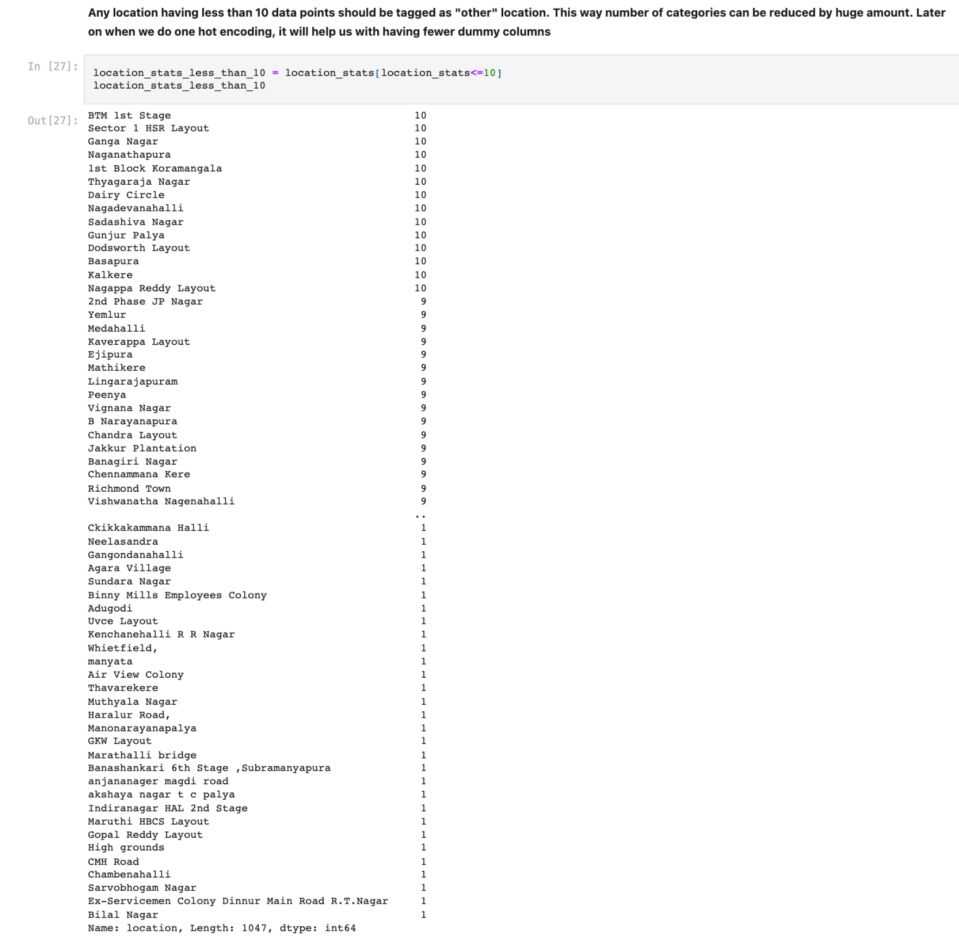 Any location having less than 10 data points should be tagged as "other" location. This way number of categories can be reduced by huge amount. Later
on when we do one hot encoding, it will help us with having fewer dummy columns
In [27]: location_stats_less_than_10 = location_stats[location_stats<=10]
location_stats_less_than_10
Out[27]: BTM 1st Stage 10
Sector 1 HSR Layout 10
Ganga Nagar 10
Naganathapura 10
1st Block Koramangala 10
Thyagaraja Nagar 10
Dairy Circle 10
Nagadevanahalli 10
Sadashiva Nagar 10
Gunjur Palya 10
Dodsworth Layout 10
Basapura 10
Kalkere 10
Nagappa Reddy Layout 10
2nd Phase JP Nagar 9
Yemlur 9
Medahalli 9
Kaverappa Layout 9
Ejipura 9
Mathikere 9
Lingarajapuram 9
Peenya 9
Vignana Nagar 9
B Narayanapura 9
Chandra Layout 9
Jakkur Plantation 9
Banagiri Nagar 9
Chennammana Kere 9
Richmond Town 9
Vishwanatha Nagenahalli 9
..
Ckikkakammana Halli 1
Neelasandra 1
Gangondanahalli 1
Agara Village 1
Sundara Nagar 1
Binny Mills Employees Colony 1
Adugodi 1
Uvce Layout 1
Kenchanehalli R R Nagar 1
Whietfield, 1
manyata 1
Air View Colony 1
Thavarekere 1
Muthyala Nagar 1
Haralur Road, 1
Manonarayanapalya 1
GKW Layout 1
Marathalli bridge 1
Banashankari 6th Stage ,Subramanyapura 1
anjananager magdi road 1
akshaya nagar t c palya 1
Indiranagar HAL 2nd Stage 1
Maruthi HBCS Layout 1
Gopal Reddy Layout 1
High grounds 1
CMH Road 1
Chambenahalli 1
Sarvobhogam Nagar 1
Ex-Servicemen Colony Dinnur Main Road R.T.Nagar 1
Bilal Nagar 1
Name: location, Length: 1047, dtype: int64